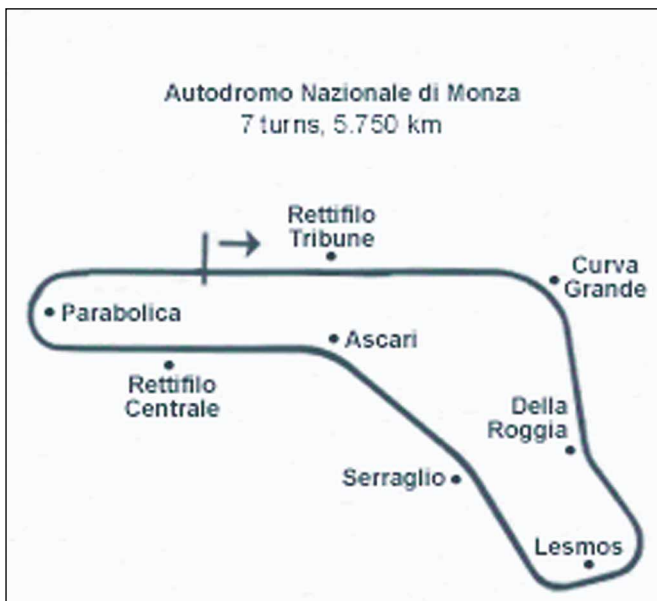 Autodromo Nazionale di Monza
7 turns, 5.750 km
Rettifilo
Tribune
Curva
Grande
Parabolica
Ascari
Rettifilo
Centrale
Della
Roggia
Serraglio
Lesmos